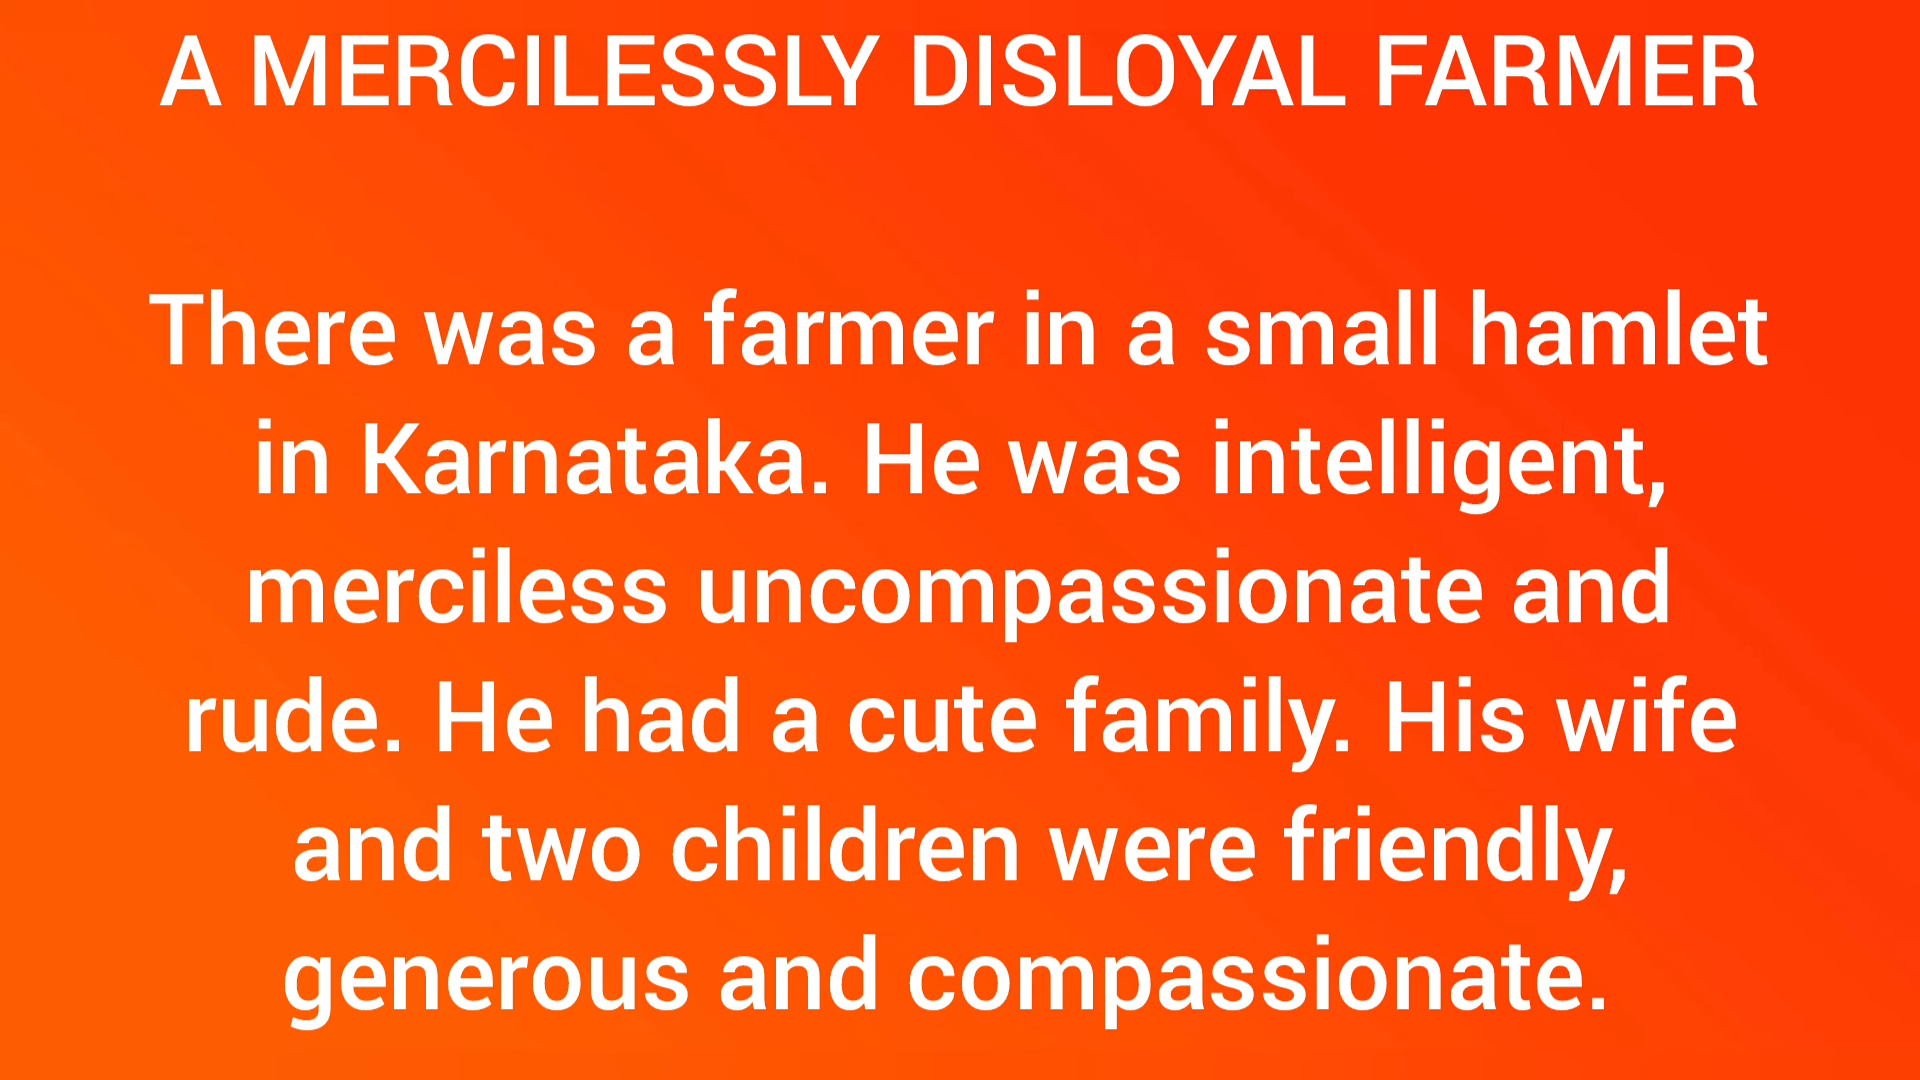 A MERCILESSLY DISLOYAL FARMER
There was a farmer in a small hamlet
in Karnataka. He was intelligent,
merciless uncompassionate and
rude. He had a cute family. His wife
and two children were friendly,
generous and compassionate.